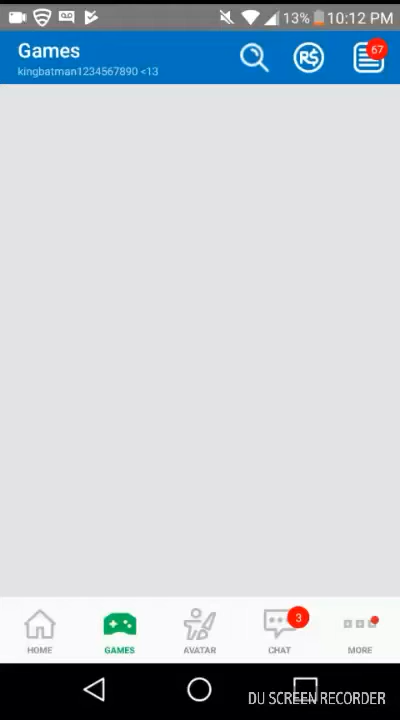 13% 10:12 PM
Games
kingbatman1234567890 <13
R$
67
3
HOME
GAMES
AVATAR
CHAT
MORE
DU SCREEN RECORDER